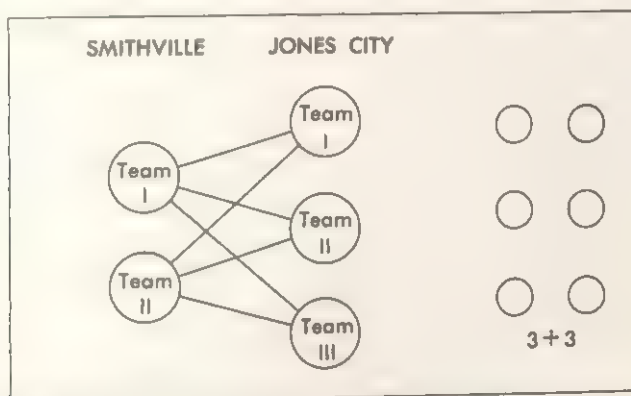 SMITHVILLE JONES CITY
Team
I
Team
I
Team
II
Team
II
Team
III
3 + 3